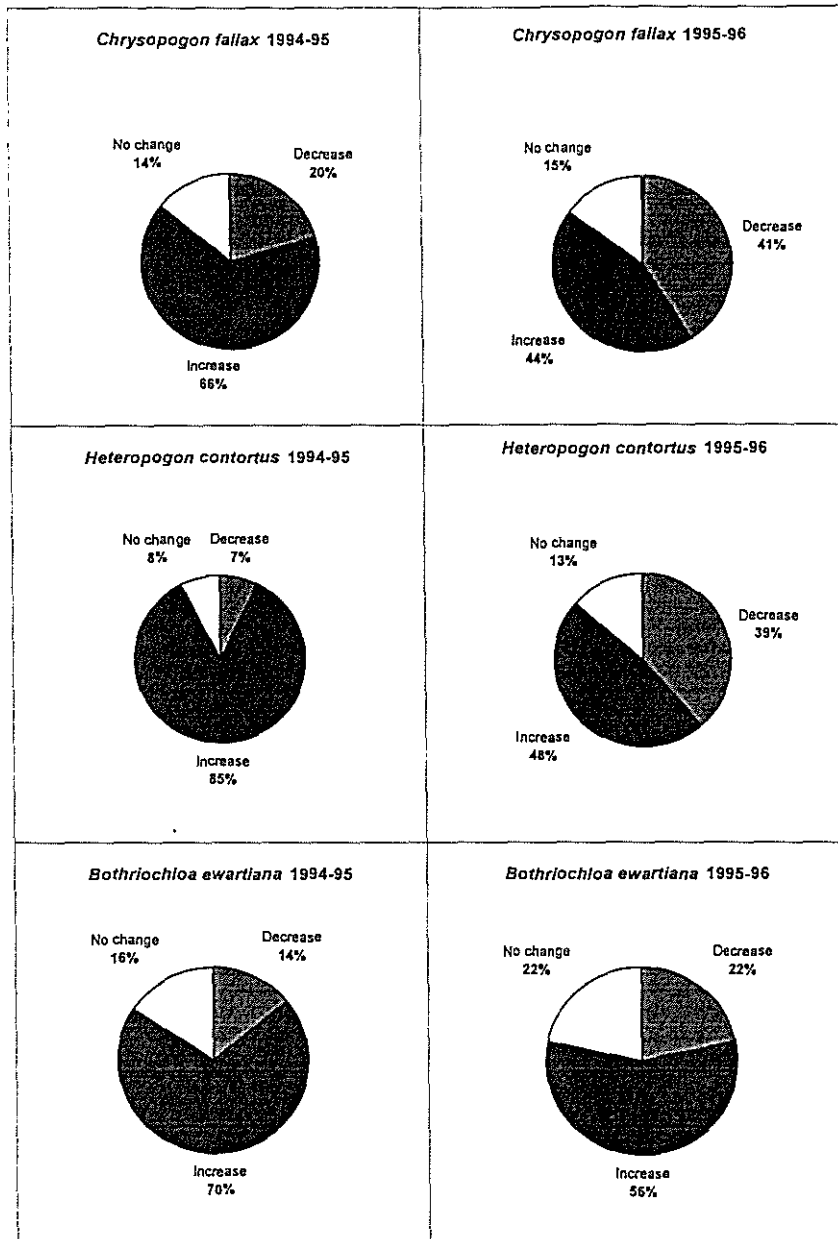 Chrysopogon fallax 1994-95
No change
14%
Decrease
20%
Increase
66%
Chrysopogon fallax 1995-96
No change
15%
Decrease
41%
Increase
44%
Heteropogon contortus 1994-95
No change
8%
Decrease
7%
Increase
85%
Heteropogon contortus 1995-96
No change
13%
Decrease
39%
Increase
48%
Bothriochloa ewartiana 1994-95
No change
16%
Decrease
14%
Increase
70%
Bothriochloa ewartiana 1995-96
No change
22%
Decrease
22%
Increase
56%